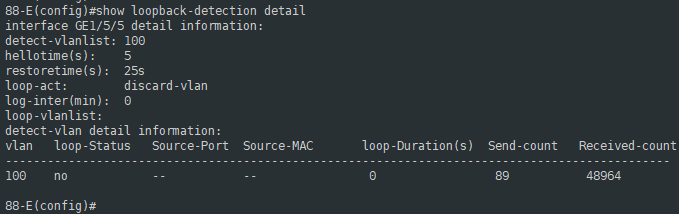 88-E(config)#show loopback-detection detail
interface GE1/5/5 detail information:
detect-vlanlist: 100
hellotime(s):    5
restoretime(s):  25s
loop-act:        discard-vlan
log-inter(min):  0
loop-vlanlist:
detect-vlan detail information:
vlan   loop-Status   Source-Port  Source-MAC       loop-Duration(s)  Send-count   Received-count
-----------------------------------------------------------------------------------------------
100    no            --           --                0                 89           48964
88-E(config)#